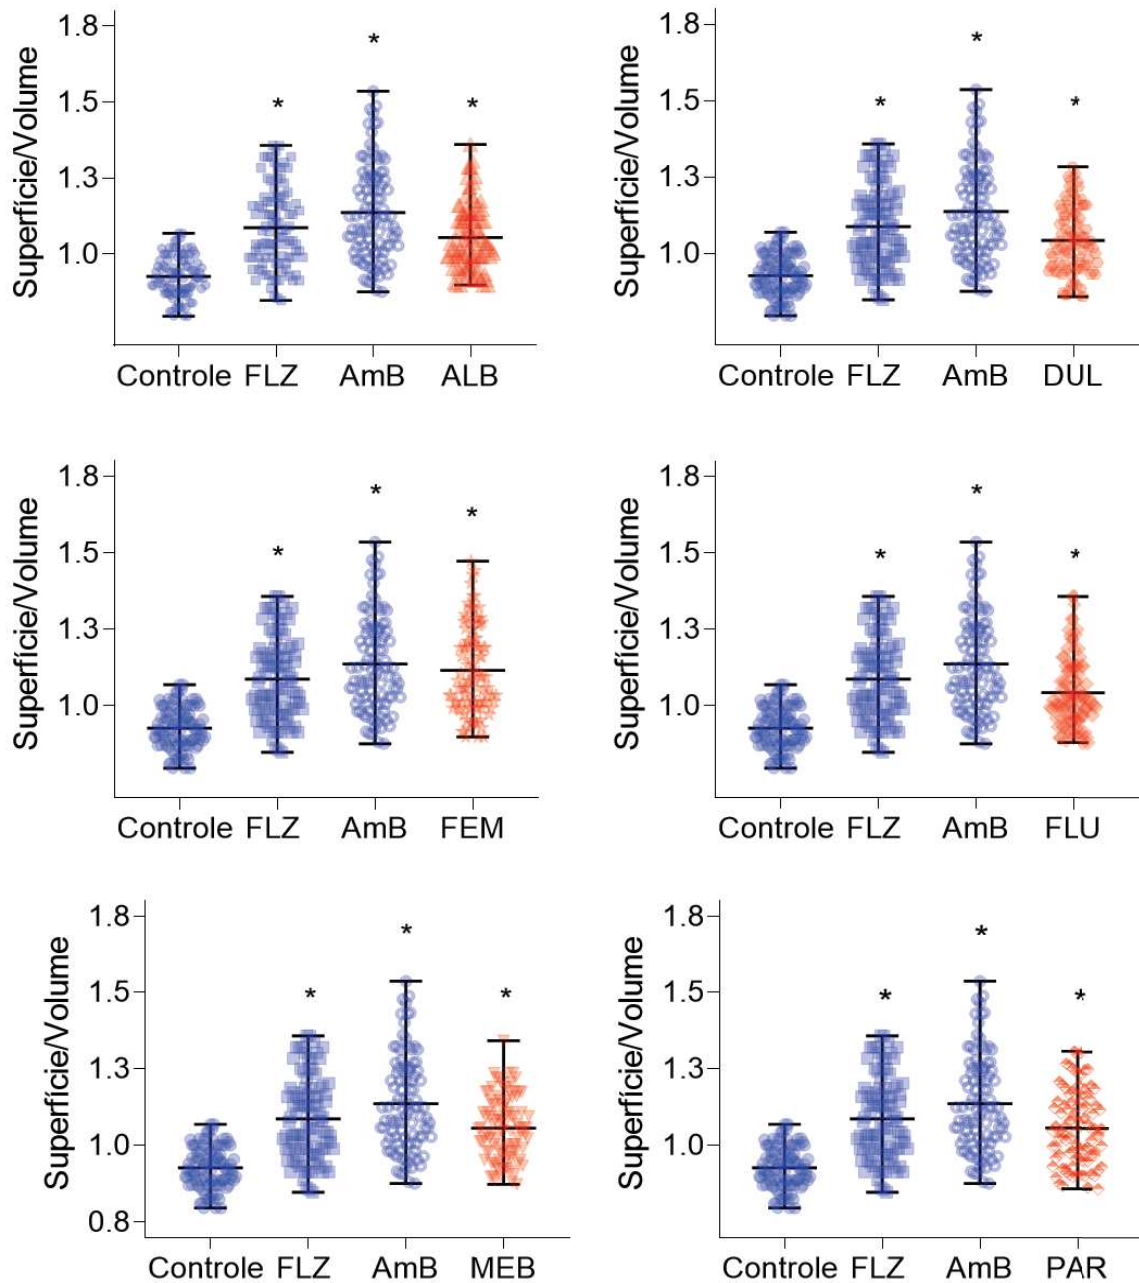 1.8
1.5
1.3
1.0
Superfície/Volume
* * *
Controle FLZ AmB ALB
1.8
1.5
1.3
1.0
Superfície/Volume
* * *
Controle FLZ AmB DUL
1.8
1.5
1.3
1.0
Superfície/Volume
* * *
Controle FLZ AmB FEM
1.8
1.5
1.3
1.0
Superfície/Volume
* * *
Controle FLZ AmB FLU
1.8
1.5
1.3
1.0
0.8
Superfície/Volume
* * *
Controle FLZ AmB MEB
1.8
1.5
1.3
1.0
Superfície/Volume
* * *
Controle FLZ AmB PAR